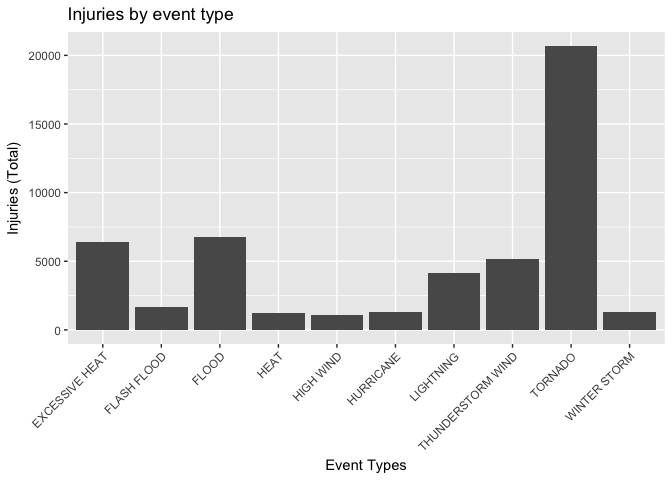 Injuries by event type
Injuries (Total)
20000
15000
10000
5000
0
EXCESSIVE HEAT
FLASH FLOOD
FLOOD
HEAT
HIGH WIND
HURRICANE
LIGHTNING
THUNDERSTORM WIND
TORNADO
WINTER STORM
Event Types